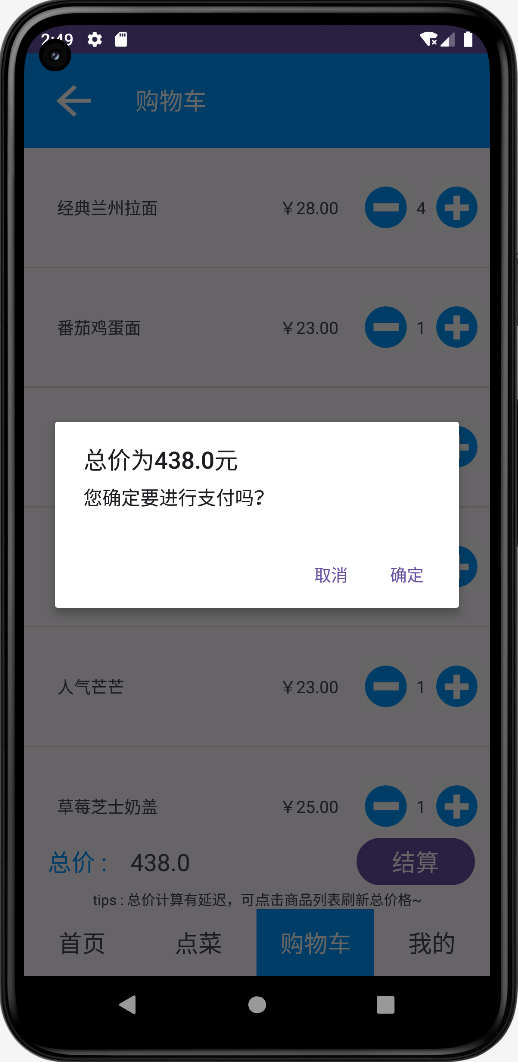 2:49
购物车
经典兰州拉面 ￥28.00 4
番茄鸡蛋面 ￥23.00 1
总价为438.0元
您确定要进行支付吗?
取消 确定
人气芒芒 ￥23.00 1
草莓芝士奶盖 ￥25.00 1
总价 : 438.0 结算
tips : 总价计算有延迟，可点击商品列表刷新总价格~
首页 点菜 购物车 我的